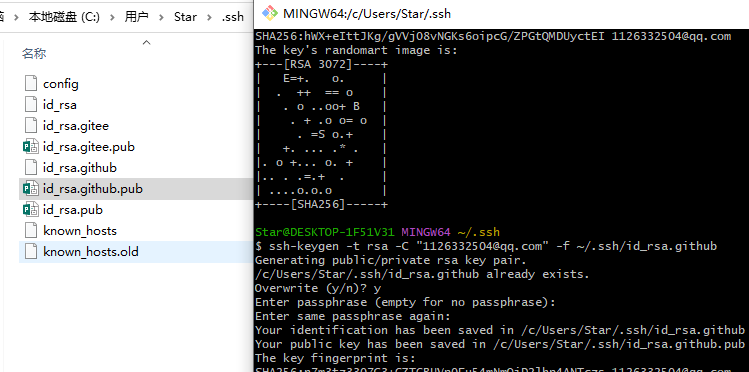 本地磁盘 (C:) > 用户 > Star > .ssh
名称
config
id_rsa
id_rsa.gitee
id_rsa.gitee.pub
id_rsa.github
id_rsa.github.pub
id_rsa.pub
known_hosts
known_hosts.old
MINGW64:/c/Users/Star/.ssh
SHA256:hWX+eIttJKg/gVVj08vNGKs6oipcG/ZPGtQMDUyctEI 1126332504@qq.com
The key's randomart image is:
+---[RSA 3072]----+
|   E=+.   o.     |
|  .  ++  == o    |
|   . o ..oo+ B   |
|    . + .o o= o  |
|     . =S o.+    |
|   +. ... .* .   |
|. o +... o. +    |
|.. . .=.+  .     |
| ....o.o.o       |
+----[SHA256]-----+
Star@DESKTOP-1F51V31 MINGW64 ~/.ssh
$ ssh-keygen -t rsa -C "1126332504@qq.com" -f ~/.ssh/id_rsa.github
Generating public/private rsa key pair.
/c/Users/Star/.ssh/id_rsa.github already exists.
Overwrite (y/n)? y
Enter passphrase (empty for no passphrase):
Enter same passphrase again:
Your identification has been saved in /c/Users/Star/.ssh/id_rsa.github
Your public key has been saved in /c/Users/Star/.ssh/id_rsa.github.pub
The key fingerprint is: